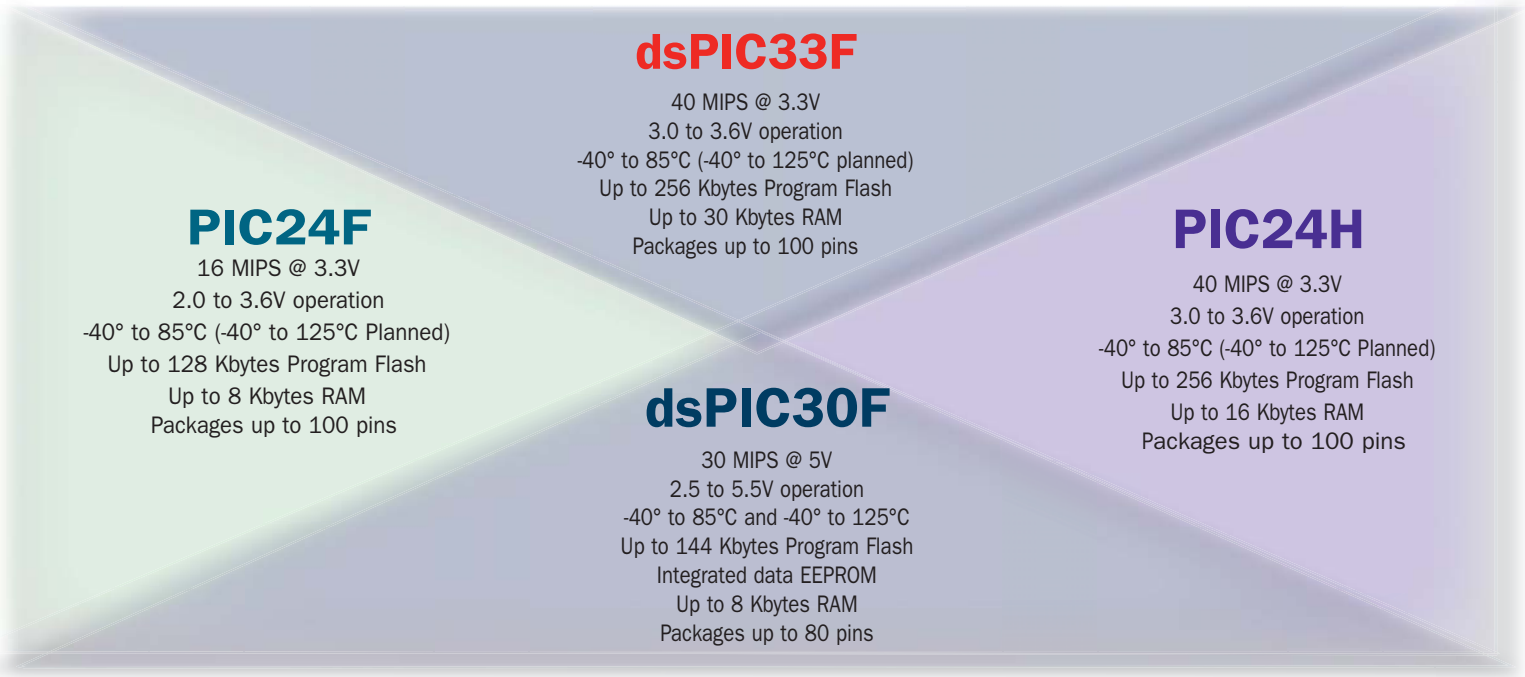 dsPIC33F
40 MIPS @ 3.3V
3.0 to 3.6V operation
-40° to 85°C (-40° to 125°C planned)
Up to 256 Kbytes Program Flash
Up to 30 Kbytes RAM
Packages up to 100 pins
PIC24F
16 MIPS @ 3.3V
2.0 to 3.6V operation
-40° to 85°C (-40° to 125°C Planned)
Up to 128 Kbytes Program Flash
Up to 8 Kbytes RAM
Packages up to 100 pins
PIC24H
40 MIPS @ 3.3V
3.0 to 3.6V operation
-40° to 85°C (-40° to 125°C Planned)
Up to 256 Kbytes Program Flash
Up to 16 Kbytes RAM
Packages up to 100 pins
dsPIC30F
30 MIPS @ 5V
2.5 to 5.5V operation
-40° to 85°C and -40° to 125°C
Up to 144 Kbytes Program Flash
Integrated data EEPROM
Up to 8 Kbytes RAM
Packages up to 80 pins